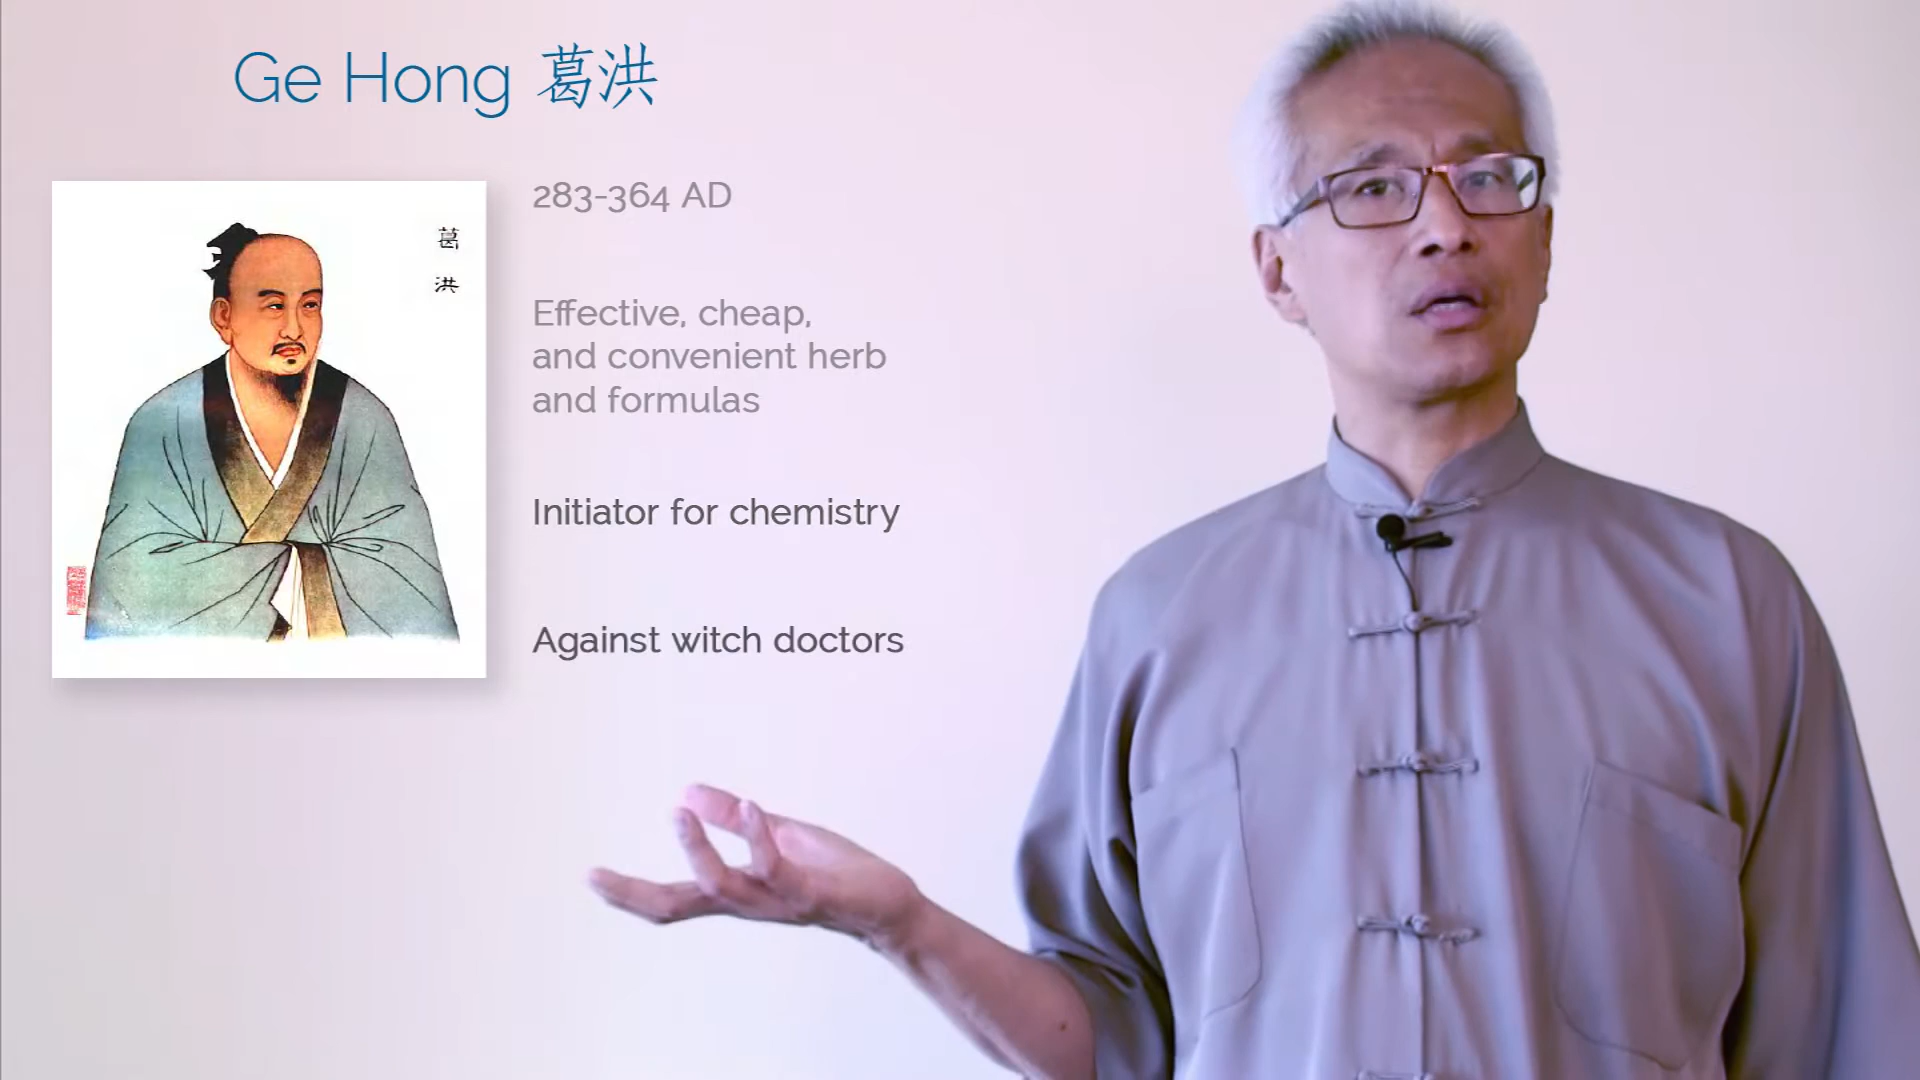 Ge Hong 葛洪
283-364 AD
葛
洪
Effective, cheap,
and convenient herb
and formulas
Initiator for chemistry
Against witch doctors